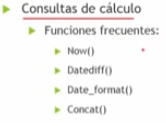 Consultas de cálculo
Funciones frecuentes:
Now()
Datediff()
Date_format()
Concat()